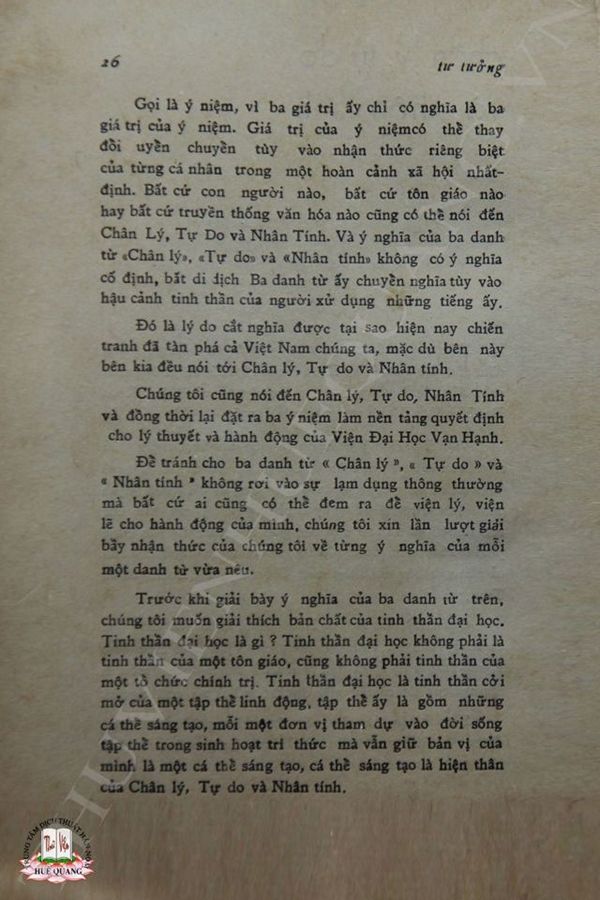 26
tư tưởng
Gọi là ý niệm, vì ba giá trị ấy chỉ có nghĩa là ba
giá trị của ý niệm. Giá trị của ý niệmcó thể thay
đồi uyền chuyền tùy vào nhận thức riêng biệt
của từng cá nhân trong một hoàn cảnh xã hội nhất-
định. Bất cứ con người nào, bất cứ tôn giáo nào
hay bất cứ truyền thống văn hóa nào cũng có thề nói đến
Chân Lý, Tự Do và Nhân Tính. Và ý nghĩa của ba danh
từ «Chân lý», «Tự do» và «Nhân tính» không có ý nghĩa
cố định, bất di dịch Ba danh từ ấy chuyền nghĩa tùy vào
hậu cảnh tinh thần của người xử dụng những tiếng ấy.
Đó là lý do cắt nghĩa được tại sao hiện nay chiến
tranh đã tàn phá cả Việt Nam chúng ta, mặc dù bên này
bên kia đều nói tới Chân lý, Tự do và Nhân tính.
Chúng tôi cũng nói đến Chân lý, Tự do, Nhân Tính
và đồng thời lại đặt ra ba ý niệm làm nền tảng quyết định
cho lý thuyết và hành động của Viện Đại Học Vạn Hạnh.
Đề tránh cho ba danh từ « Chân lý », « Tự do » và
« Nhân tính » không rơi vào sự lạm dụng thông thường
mà bất cứ ai cũng có thề đem ra đề viện lý, viện
lẽ cho hành động của mình, chúng tôi xin lần lượt giải
bầy nhận thức của chúng tôi về từng ý nghĩa của mỗi
một danh từ vừa nêu.
Trước khi giải bày ý nghĩa của ba danh từ trên,
chúng tôi muốn giải thích bản chất của tinh thần đại học.
Tinh thần đại học là gì ? Tinh thần đại học không phải là
tinh thần của một tôn giáo, cũng không phải tinh thần của
một tồ chức chính trị. Tinh thần đại học là tinh thần cởi
mở của một tập thề linh động, tập thề ấy là gồm những
cá thề sáng tạo, mỗi một đơn vị tham dự vào đời sống
tập thề trong sinh hoạt tri thức mà vẫn giữ bản vị của
mình là một cá thề sáng tạo, cá thề sáng tạo là hiện thân
của Chân lý, Tự do và Nhân tính.
HUỆ QUANG